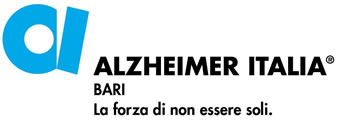 ALZHEIMER ITALIA®
BARI
La forza di non essere soli.